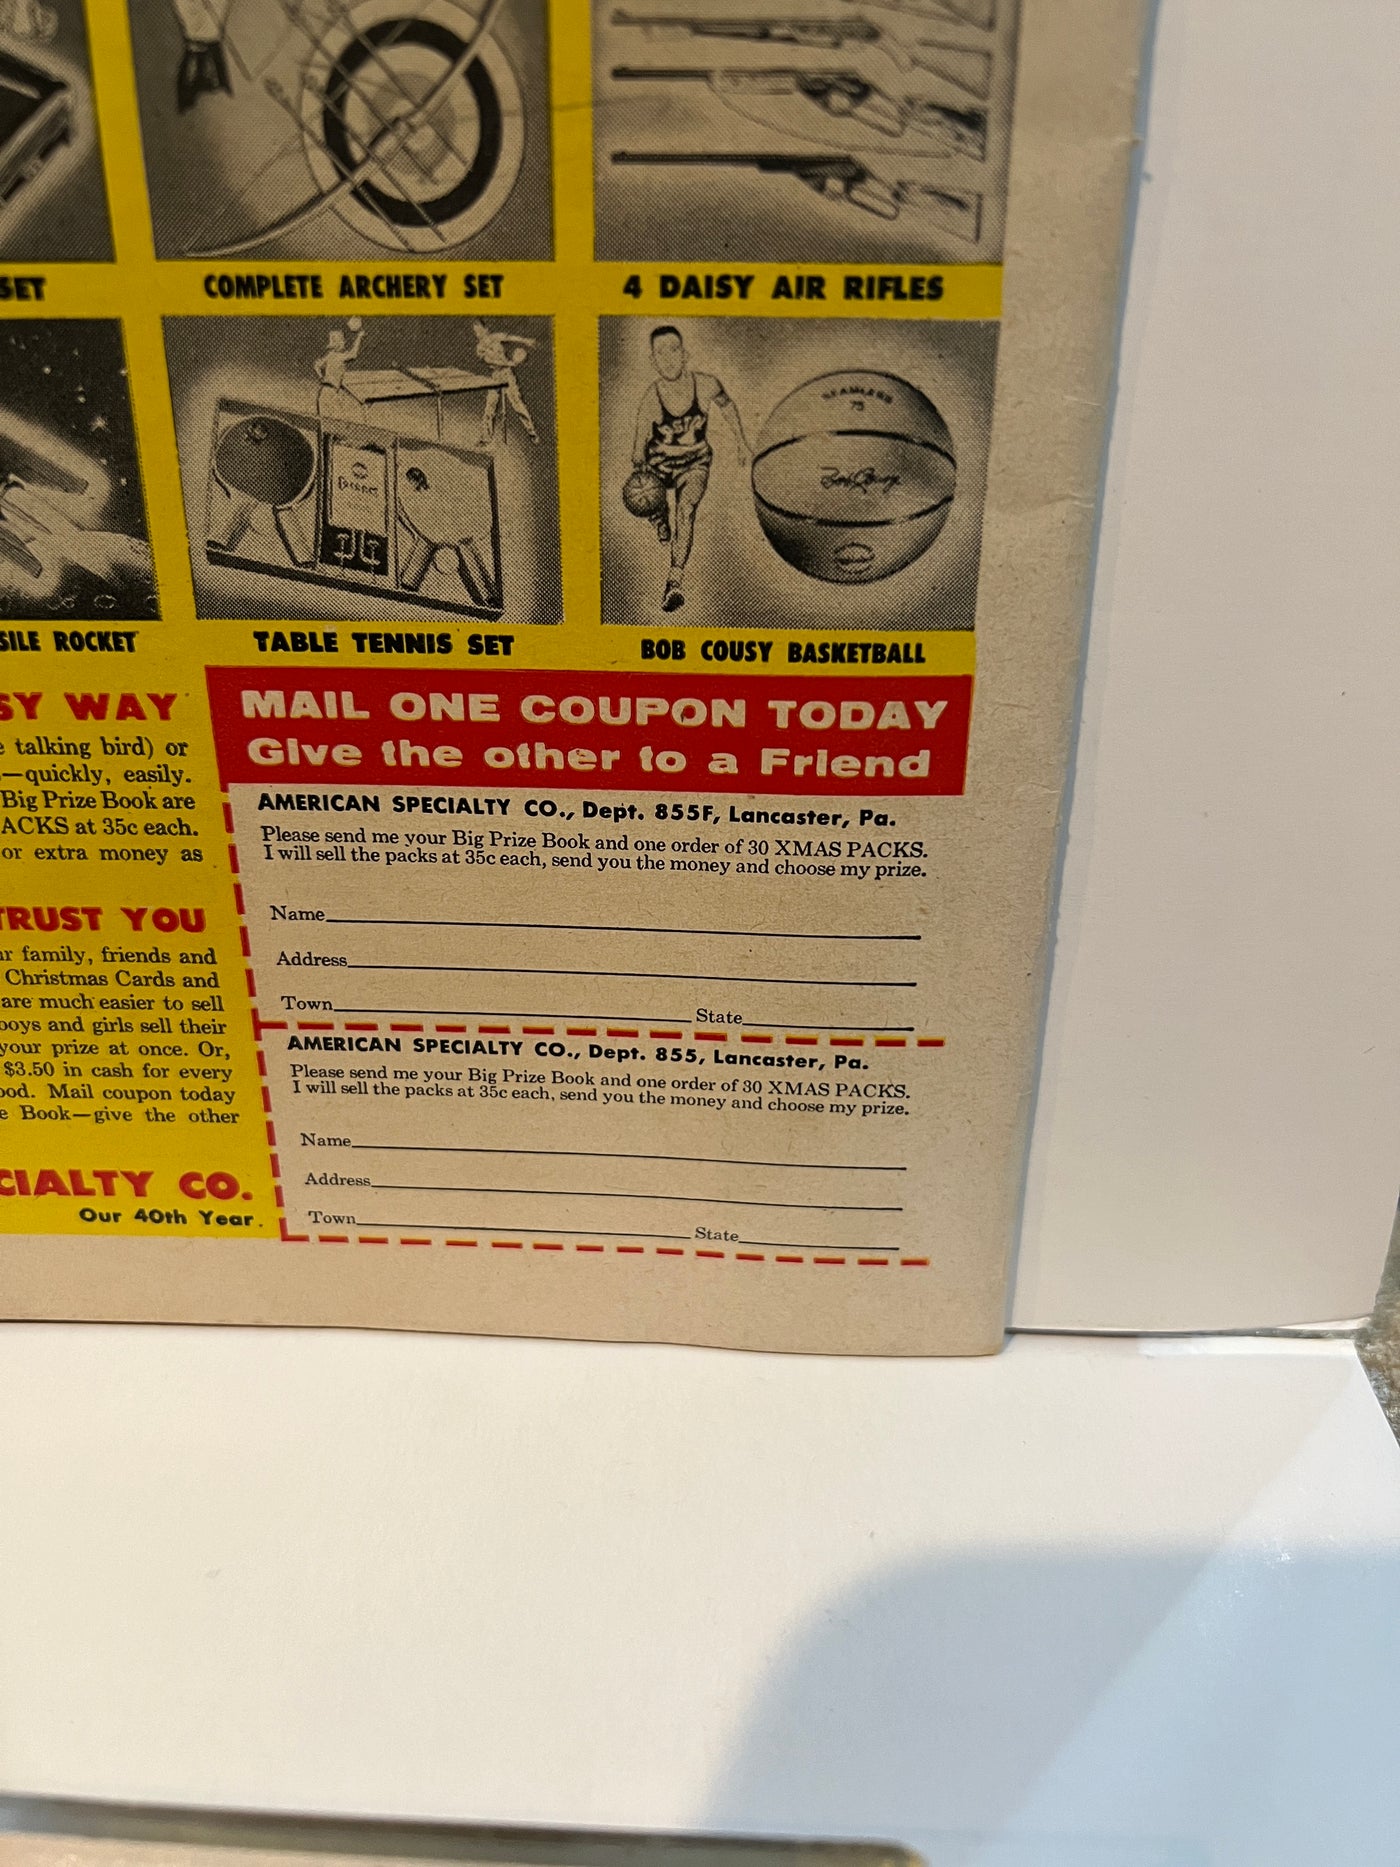 SET
COMPLETE ARCHERY SET
4 DAISY AIR RIFLES
SEAMLESS
75
Bob Cousy
SILE ROCKET
TABLE TENNIS SET
BOB COUSY BASKETBALL
SY WAY
e talking bird) or
—quickly, easily.
Big Prize Book are
ACKS at 35c each.
or extra money as
TRUST YOU
ur family, friends and
Christmas Cards and
are much easier to sell
boys and girls sell their
your prize at once. Or,
$3.50 in cash for every
ood. Mail coupon today
e Book—give the other
CIALTY CO.
Our 40th Year.
MAIL ONE COUPON TODAY
Give the other to a Friend
AMERICAN SPECIALTY CO., Dept. 855F, Lancaster, Pa.
Please send me your Big Prize Book and one order of 30 XMAS PACKS.
I will sell the packs at 35c each, send you the money and choose my prize.
Name
Address
Town State
AMERICAN SPECIALTY CO., Dept. 855, Lancaster, Pa.
Please send me your Big Prize Book and one order of 30 XMAS PACKS.
I will sell the packs at 35c each, send you the money and choose my prize.
Name
Address
Town State